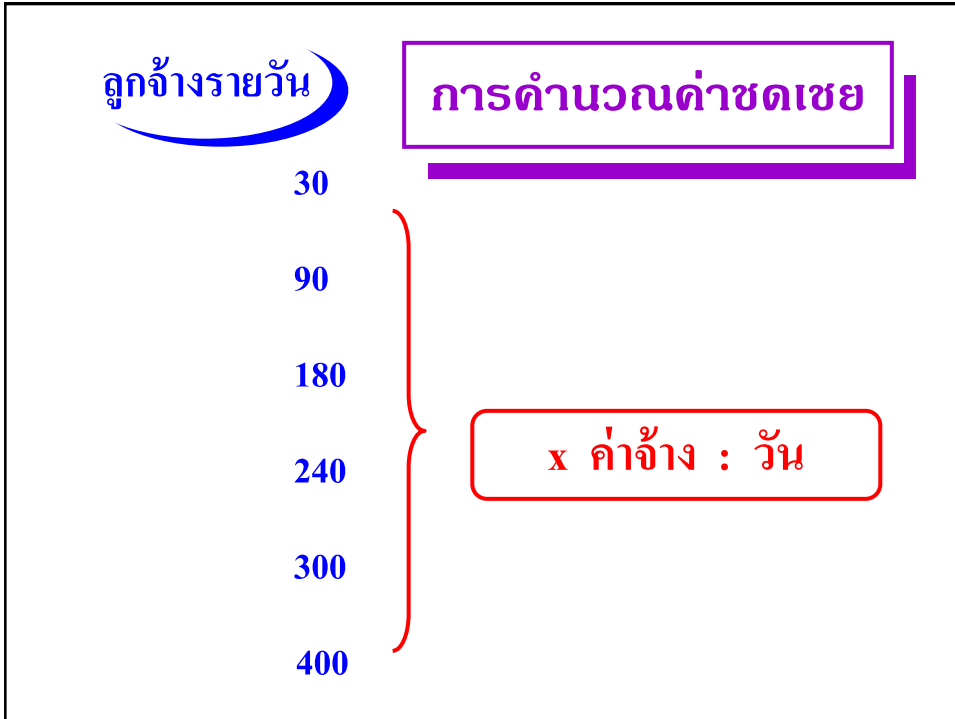 ลูกจ้างรายวัน
การคำนวณค่าชดเชย
30
90
180
240
300
400
x ค่าจ้าง : วัน